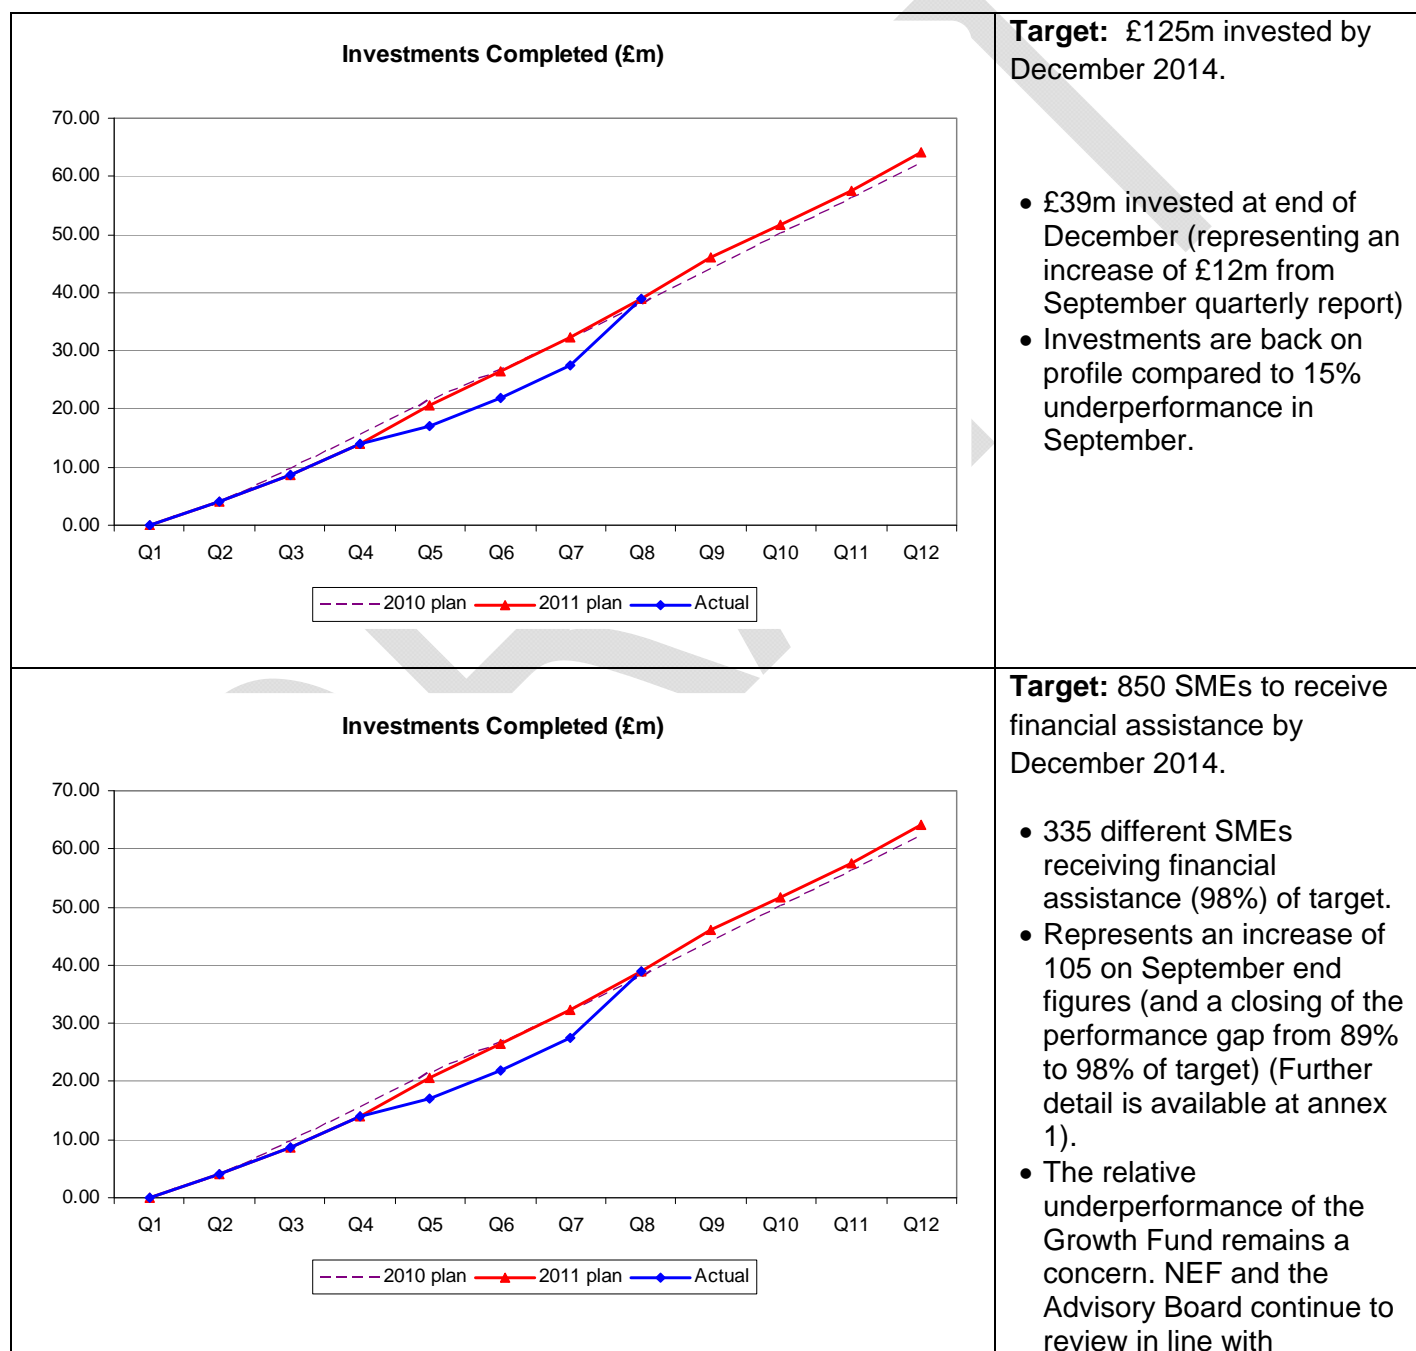 Investments Completed (£m)
70.00
60.00
50.00
40.00
30.00
20.00
10.00
0.00
Q1 Q2 Q3 Q4 Q5 Q6 Q7 Q8 Q9 Q10 Q11 Q12
2010 plan 2011 plan Actual
Target: £125m invested by
December 2014.
• £39m invested at end of
December (representing an
increase of £12m from
September quarterly report)
• Investments are back on
profile compared to 15%
underperformance in
September.
Investments Completed (£m)
70.00
60.00
50.00
40.00
30.00
20.00
10.00
0.00
Q1 Q2 Q3 Q4 Q5 Q6 Q7 Q8 Q9 Q10 Q11 Q12
2010 plan 2011 plan Actual
Target: 850 SMEs to receive
financial assistance by
December 2014.
• 335 different SMEs
receiving financial
assistance (98%) of target.
• Represents an increase of
105 on September end
figures (and a closing of the
performance gap from 89%
to 98% of target) (Further
detail is available at annex
1).
• The relative
underperformance of the
Growth Fund remains a
concern. NEF and the
Advisory Board continue to
review in line with